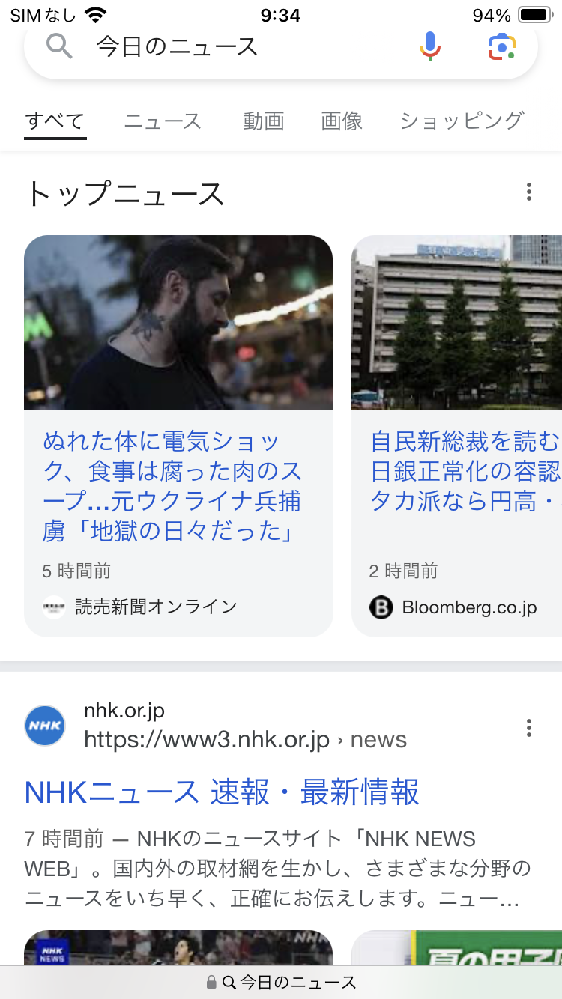 SIMなし 9:34 94%
今日のニュース
すべて ニュース 動画 画像 ショッピング
トップニュース
ぬれた体に電気ショッ
ク、食事は腐った肉のス
ープ...元ウクライナ兵捕
虜「地獄の日々だった」
5 時間前
読売新聞オンライン
自民新総裁を読む
日銀正常化の容認
タカ派なら円高・
2 時間前
B Bloomberg.co.jp
NHK nhk.or.jp
https://www3.nhk.or.jp › news
NHKニュース 速報・最新情報
7 時間前 — NHKのニュースサイト「NHK NEWS
WEB」。国内外の取材網を生かし、さまざまな分野の
ニュースをいち早く、正確にお伝えします。ニュー...
NHK
NEWS
NHK
夏の甲子
今日のニュース